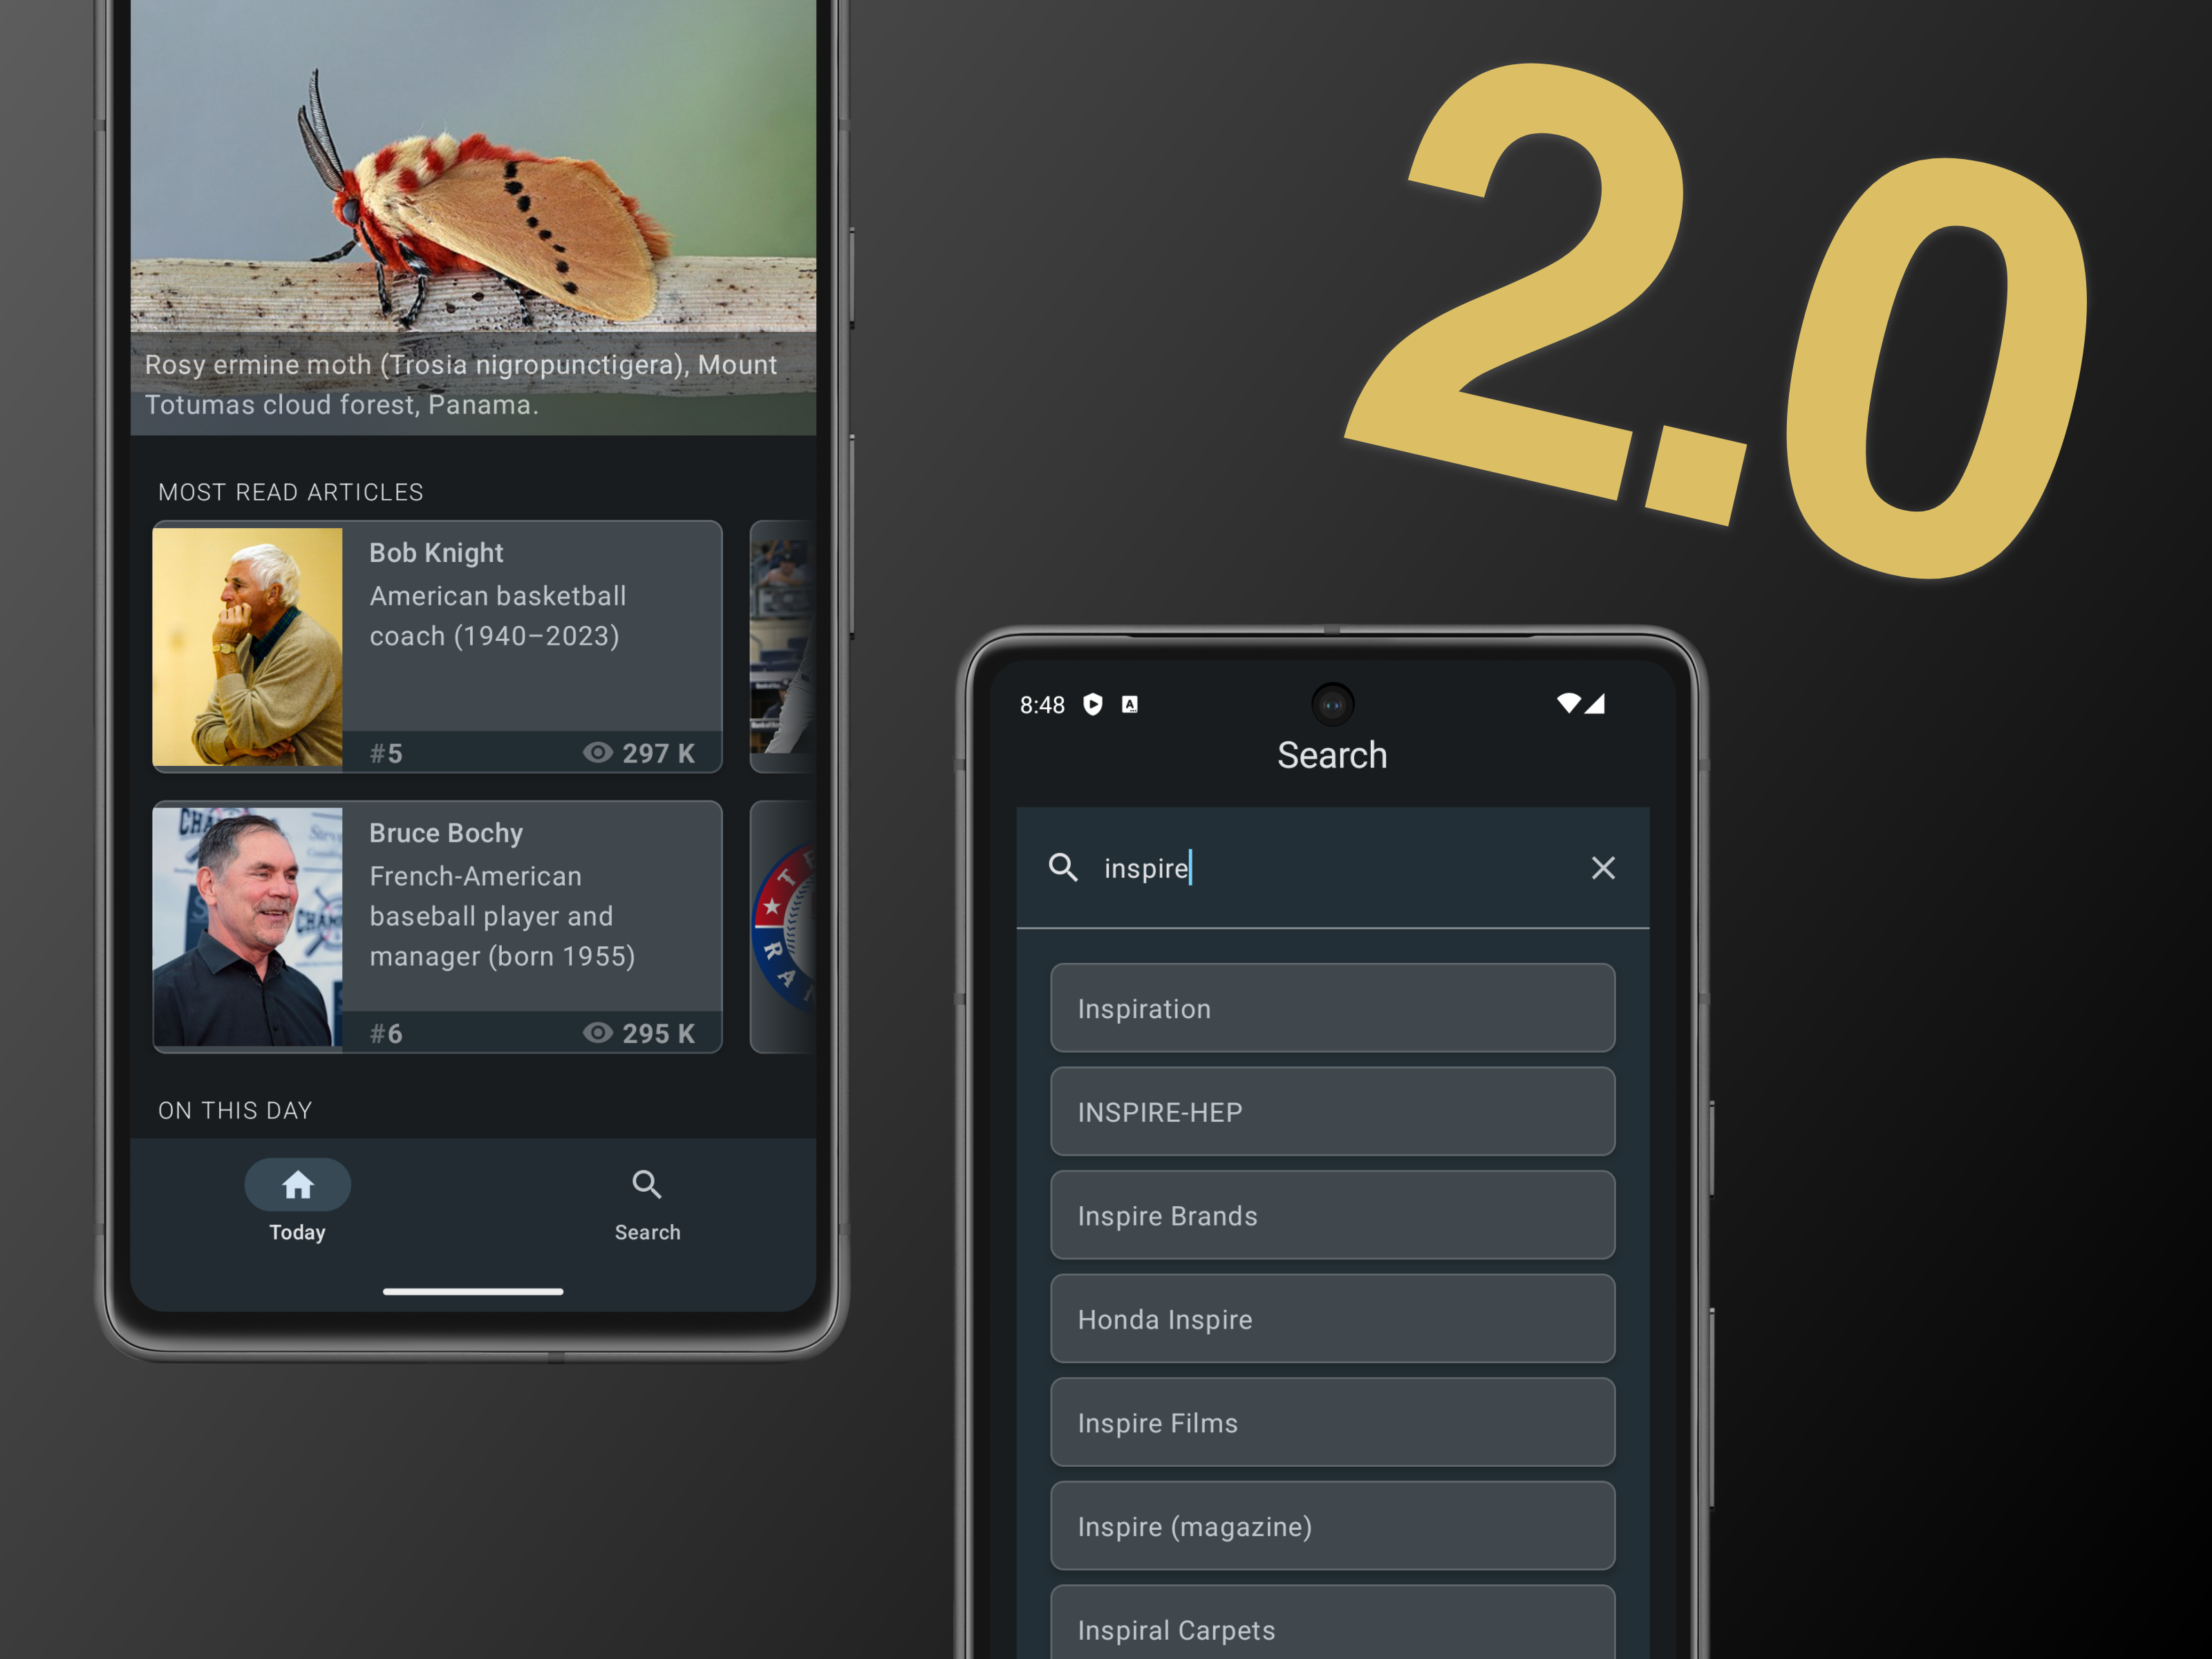 2.0
Rosy ermine moth (Trosia nigropunctigera), Mount
Totumas cloud forest, Panama.
MOST READ ARTICLES
Bob Knight
American basketball
coach (1940–2023)
#5 297 K
CHA
CHAM
Bruce Bochy
French-American
baseball player and
manager (born 1955)
#6 295 K
T
RA
ON THIS DAY
Today Search
8:48 A
Search
inspire
Inspiration
INSPIRE-HEP
Inspire Brands
Honda Inspire
Inspire Films
Inspire (magazine)
Inspiral Carpets